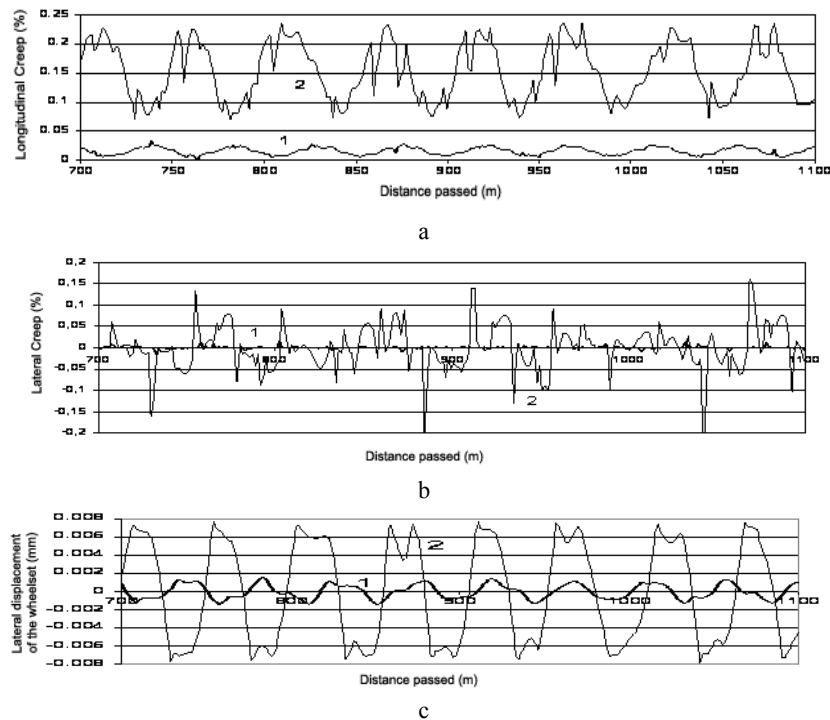 Longitudinal Creep (%)
0.25
0.2
0.15
0.1
0.05
0
2
1
700 750 800 850 900 950 1000 1050 1100
Distance passed (m)
a
Lateral Creep (%)
0,2
0,15
0,1
0,05
0
-0,05
-0,1
-0,15
-0,2
1
2
700 800 900 1000 1100
Distance passed (m)
b
Lateral displacement
of the wheelset (mm)
0.008
0.006
0.004
0.002
0
-0.002
-0.004
-0.006
-0.008
2
1
700 800 900 1000 1100
Distance passed (m)
c